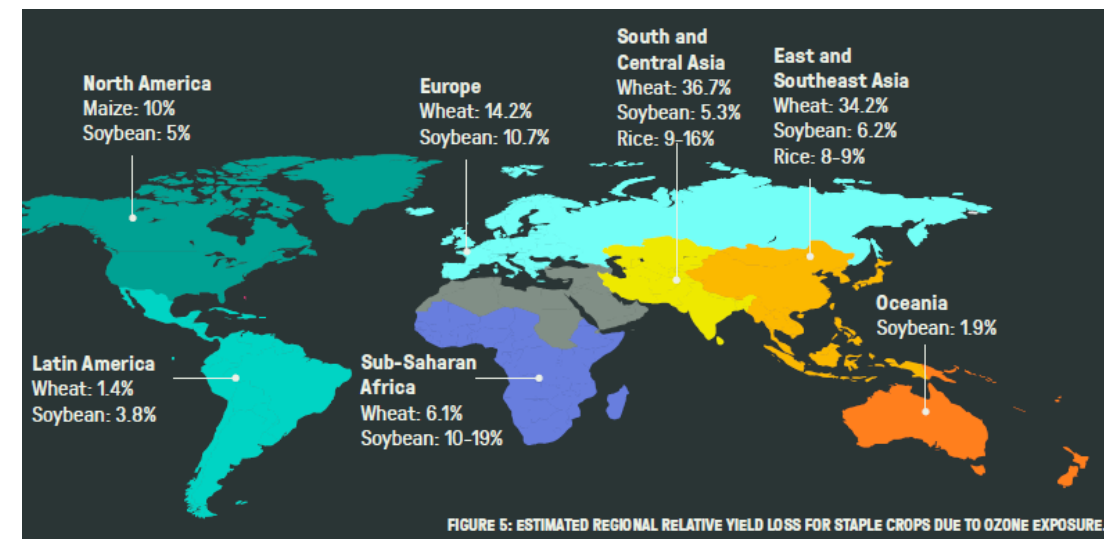 North America
Maize: 10%
Soybean: 5%
Europe
Wheat: 14.2%
Soybean: 10.7%
South and
Central Asia
Wheat: 36.7%
Soybean: 5.3%
Rice: 9-16%
East and
Southeast Asia
Wheat: 34.2%
Soybean: 6.2%
Rice: 8-9%
Latin America
Wheat: 1.4%
Soybean: 3.8%
Sub-Saharan
Africa
Wheat: 6.1%
Soybean: 10-19%
Oceania
Soybean: 1.9%
FIGURE 5: ESTIMATED REGIONAL RELATIVE YIELD LOSS FOR STAPLE CROPS DUE TO OZONE EXPOSURE.